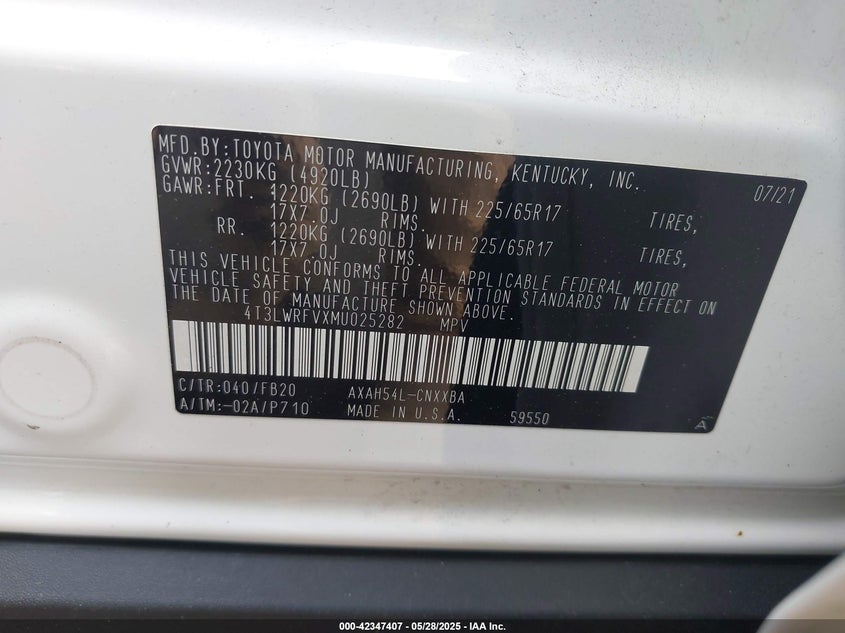 MFD.BY:TOYOTA MOTOR MANUFACTURING, KENTUCKY, INC. 07/21
GVWR:2230KG (4920LB)
GAWR:FRT. 1220KG (2690LB) WITH 225/65R17 TIRES,
17X7.0J RIMS.
RR. 1220KG (2690LB) WITH 225/65R17 TIRES,
17X7.0J RIMS.
THIS VEHICLE CONFORMS TO ALL APPLICABLE FEDERAL MOTOR
VEHICLE SAFETY AND THEFT PREVENTION STANDARDS IN EFFECT ON
THE DATE OF MANUFACTURE SHOWN ABOVE.
4T3LWRFVXMU025282 MPV
C/TR:040/FB20 AXAH54L-CNXXBA
A/TM:-02A/P710 MADE IN U.S.A. 59550 A
000-42347407 | 05/28/2025 - IAA Inc.